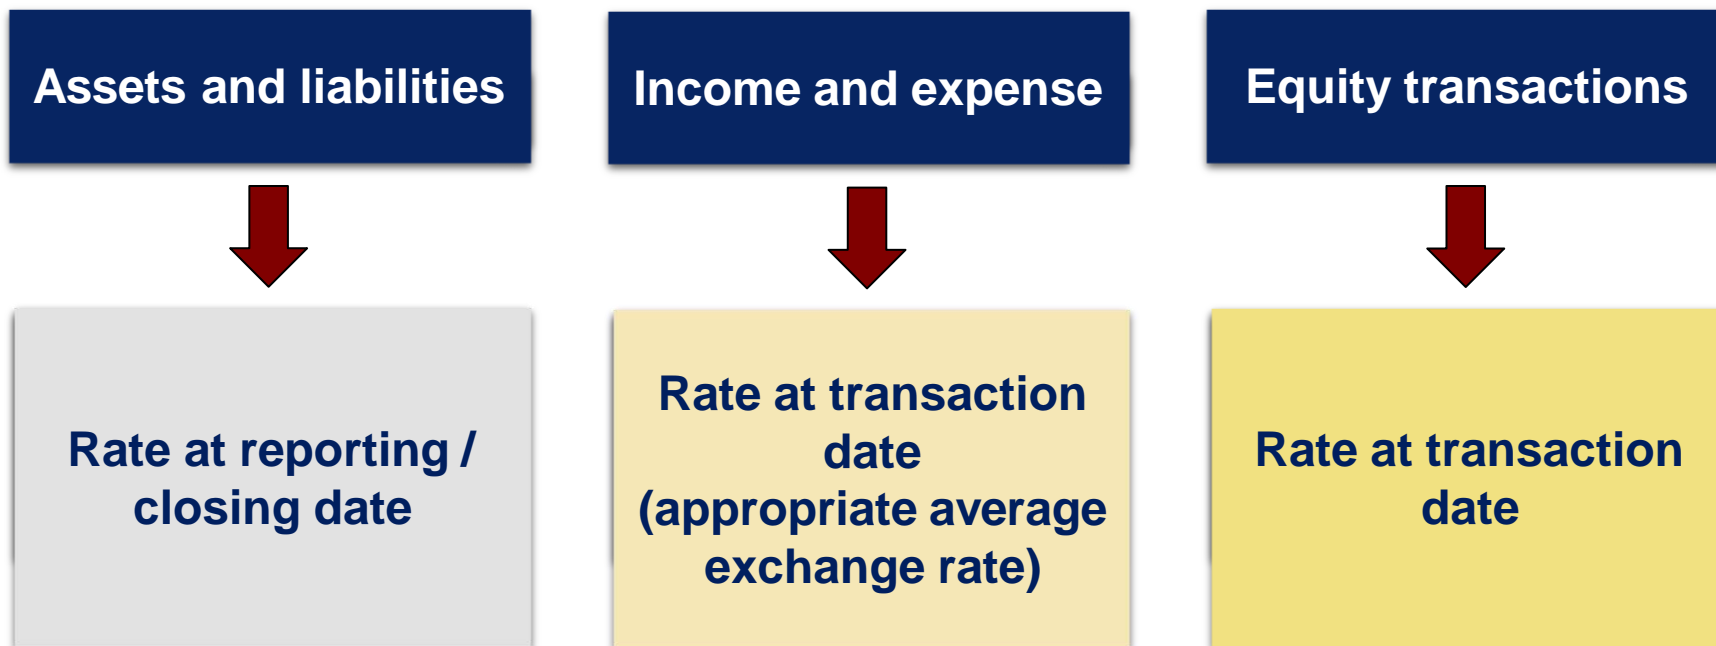 Assets and liabilities
Income and expense
Equity transactions
Rate at reporting /
closing date
Rate at transaction
date
(appropriate average
exchange rate)
Rate at transaction
date